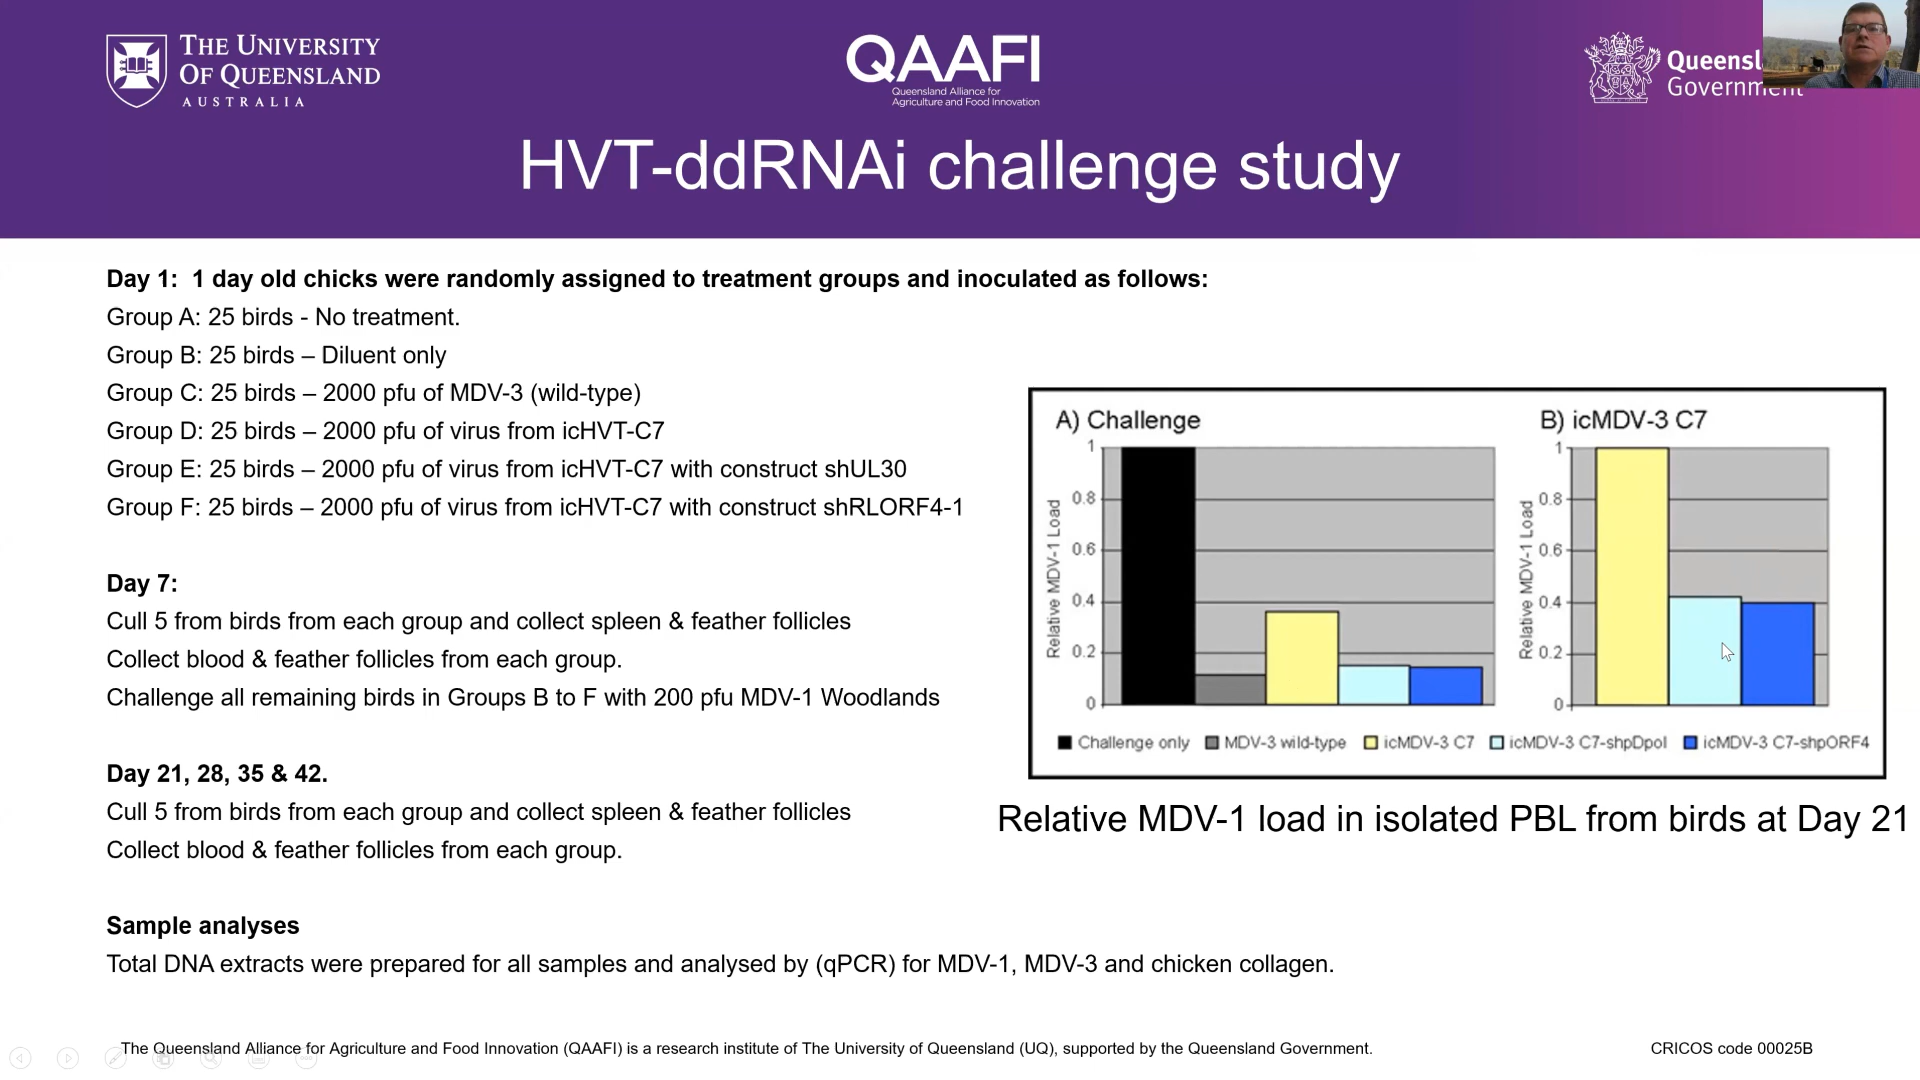 THE UNIVERSITY
OF QUEENSLAND
AUSTRALIA
QAAFI
Queensland Alliance for
Agriculture and Food Innovation
Government
HVT-ddRNAi challenge study
Day 1:  1 day old chicks were randomly assigned to treatment groups and inoculated as follows:
Group A: 25 birds - No treatment.
Group B: 25 birds – Diluent only
Group C: 25 birds – 2000 pfu of MDV-3 (wild-type)
Group D: 25 birds – 2000 pfu of virus from icHVT-C7
Group E: 25 birds – 2000 pfu of virus from icHVT-C7 with construct shUL30
Group F: 25 birds – 2000 pfu of virus from icHVT-C7 with construct shRLORF4-1
Day 7:
Cull 5 from birds from each group and collect spleen & feather follicles
Collect blood & feather follicles from each group.
Challenge all remaining birds in Groups B to F with 200 pfu MDV-1 Woodlands
Day 21, 28, 35 & 42.
Cull 5 from birds from each group and collect spleen & feather follicles
Collect blood & feather follicles from each group.
Sample analyses
Total DNA extracts were prepared for all samples and analysed by (qPCR) for MDV-1, MDV-3 and chicken collagen.
A) Challenge
Relative MDV-1 Load
1
0.8
0.6
0.4
0.2
0
B) icMDV-3 C7
Relative MDV-1 Load
1
0.8
0.6
0.4
0.2
0
Challenge only MDV-3 wild-type icMDV-3 C7 icMDV-3 C7-shpDpol icMDV-3 C7-shpORF4
Relative MDV-1 load in isolated PBL from birds at Day 21
The Queensland Alliance for Agriculture and Food Innovation (QAAFI) is a research institute of The University of Queensland (UQ), supported by the Queensland Government.
CRICOS code 00025B